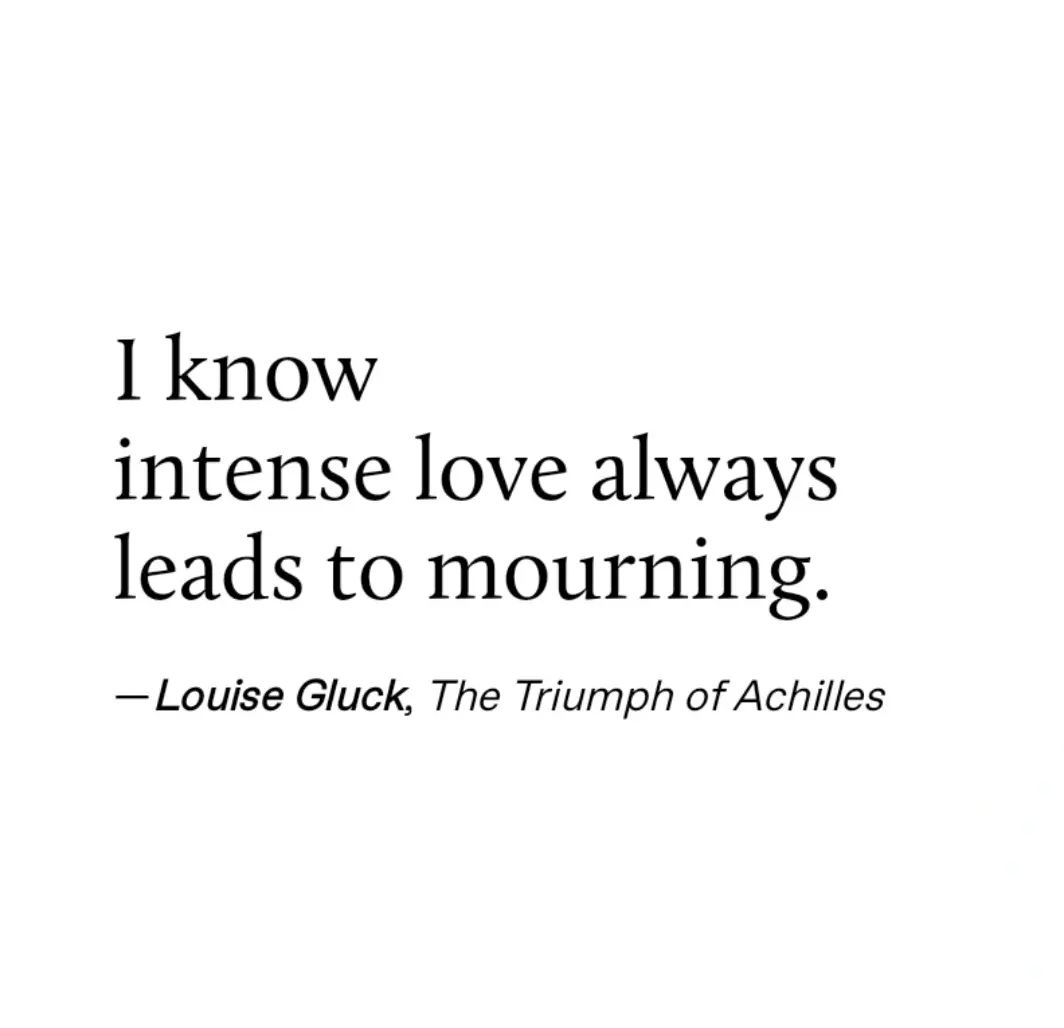 I know
intense love always
leads to mourning.
—Louise Gluck, The Triumph of Achilles